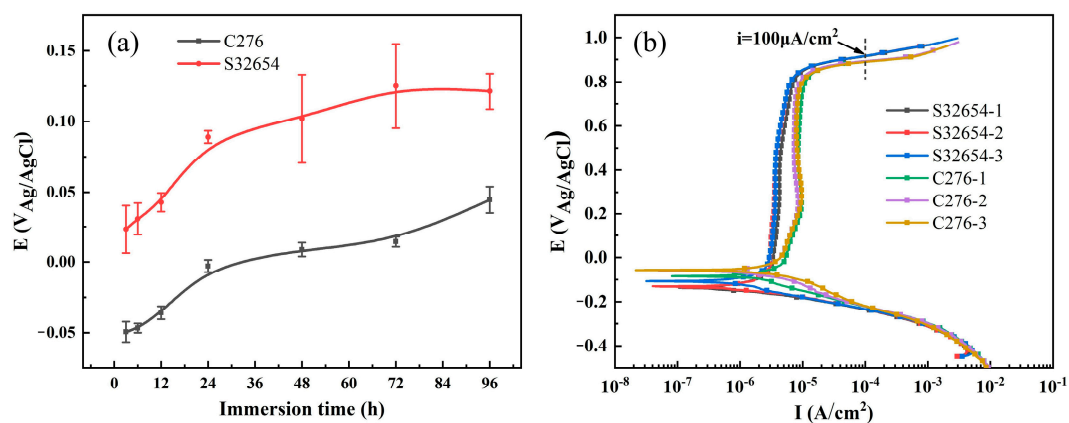 (a)
C276
S32654
E (VAg/AgCl)
0.15
0.10
0.05
0.00
−0.05
0 12 24 36 48 60 72 84 96
Immersion time (h)
(b)
i=100μA/cm²
S32654-1
S32654-2
S32654-3
C276-1
C276-2
C276-3
E (VAg/AgCl)
1.0
0.8
0.6
0.4
0.2
0.0
-0.2
-0.4
10⁻⁸ 10⁻⁷ 10⁻⁶ 10⁻⁵ 10⁻⁴ 10⁻³ 10⁻² 10⁻¹
I (A/cm²)